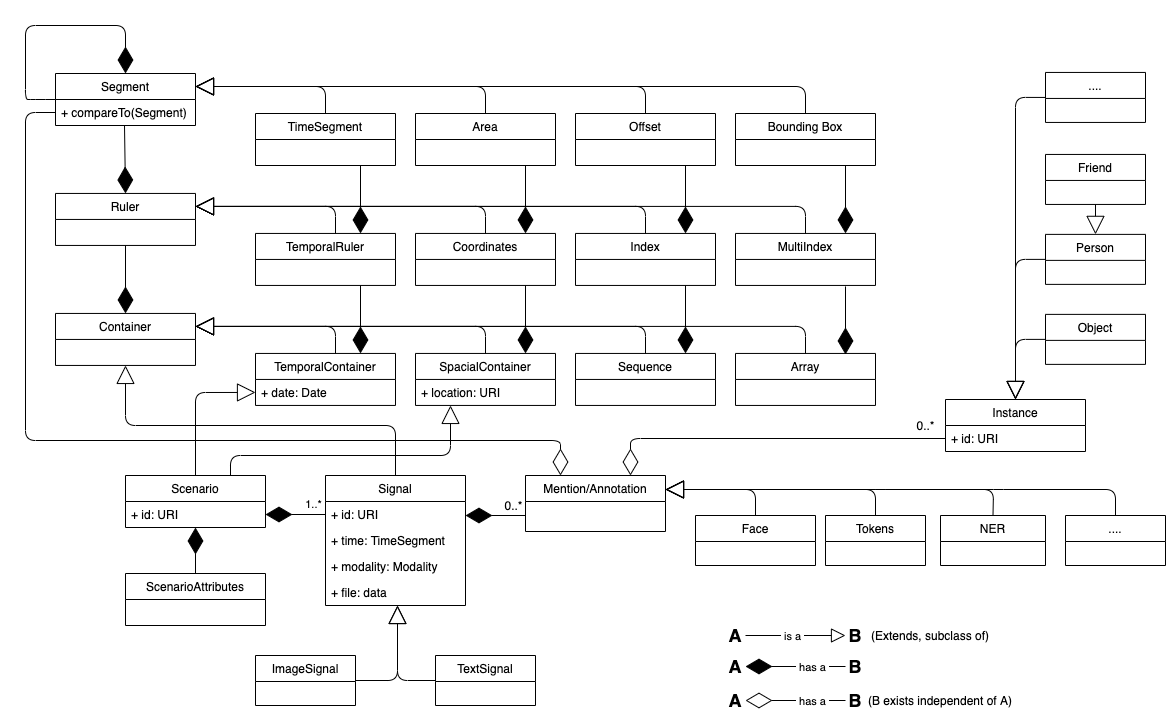 Segment
+ compareTo(Segment)
TimeSegment
Area
Offset
Bounding Box
....
Friend
Ruler
TemporalRuler
Coordinates
Index
MultiIndex
Person
Container
Object
TemporalContainer
+ date: Date
SpacialContainer
+ location: URI
Sequence
Array
Instance
+ id: URI
0..*
Scenario
+ id: URI
1..*
Signal
+ id: URI
+ time: TimeSegment
+ modality: Modality
+ file: data
0..*
Mention/Annotation
Face
Tokens
NER
....
ScenarioAttributes
ImageSignal
TextSignal
A is a B (Extends, subclass of)
A has a B
A has a B (B exists independent of A)